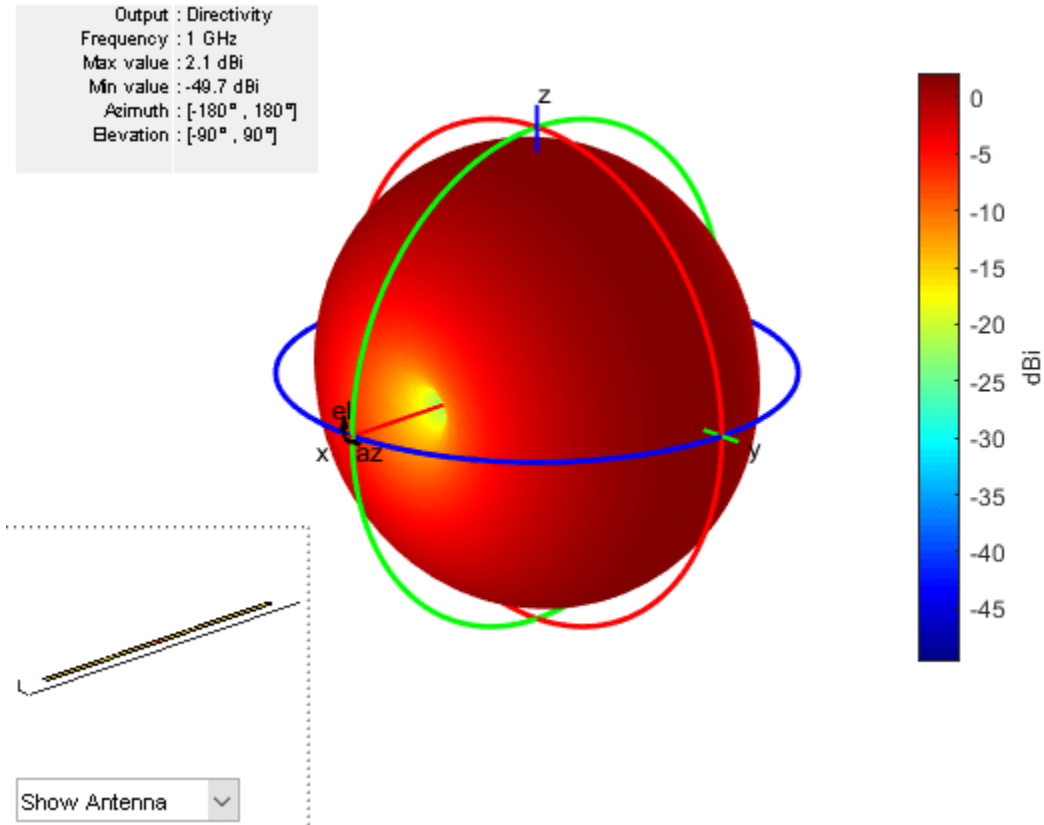 Output : Directivity
Frequency : 1 GHz
Max value : 2.1 dBi
Min value : -49.7 dBi
Azimuth : [-180° , 180°]
Elevation : [-90° , 90°]
z
el
x
az
y
0
-5
-10
-15
-20
-25
-30
-35
-40
-45
dBi
Show Antenna